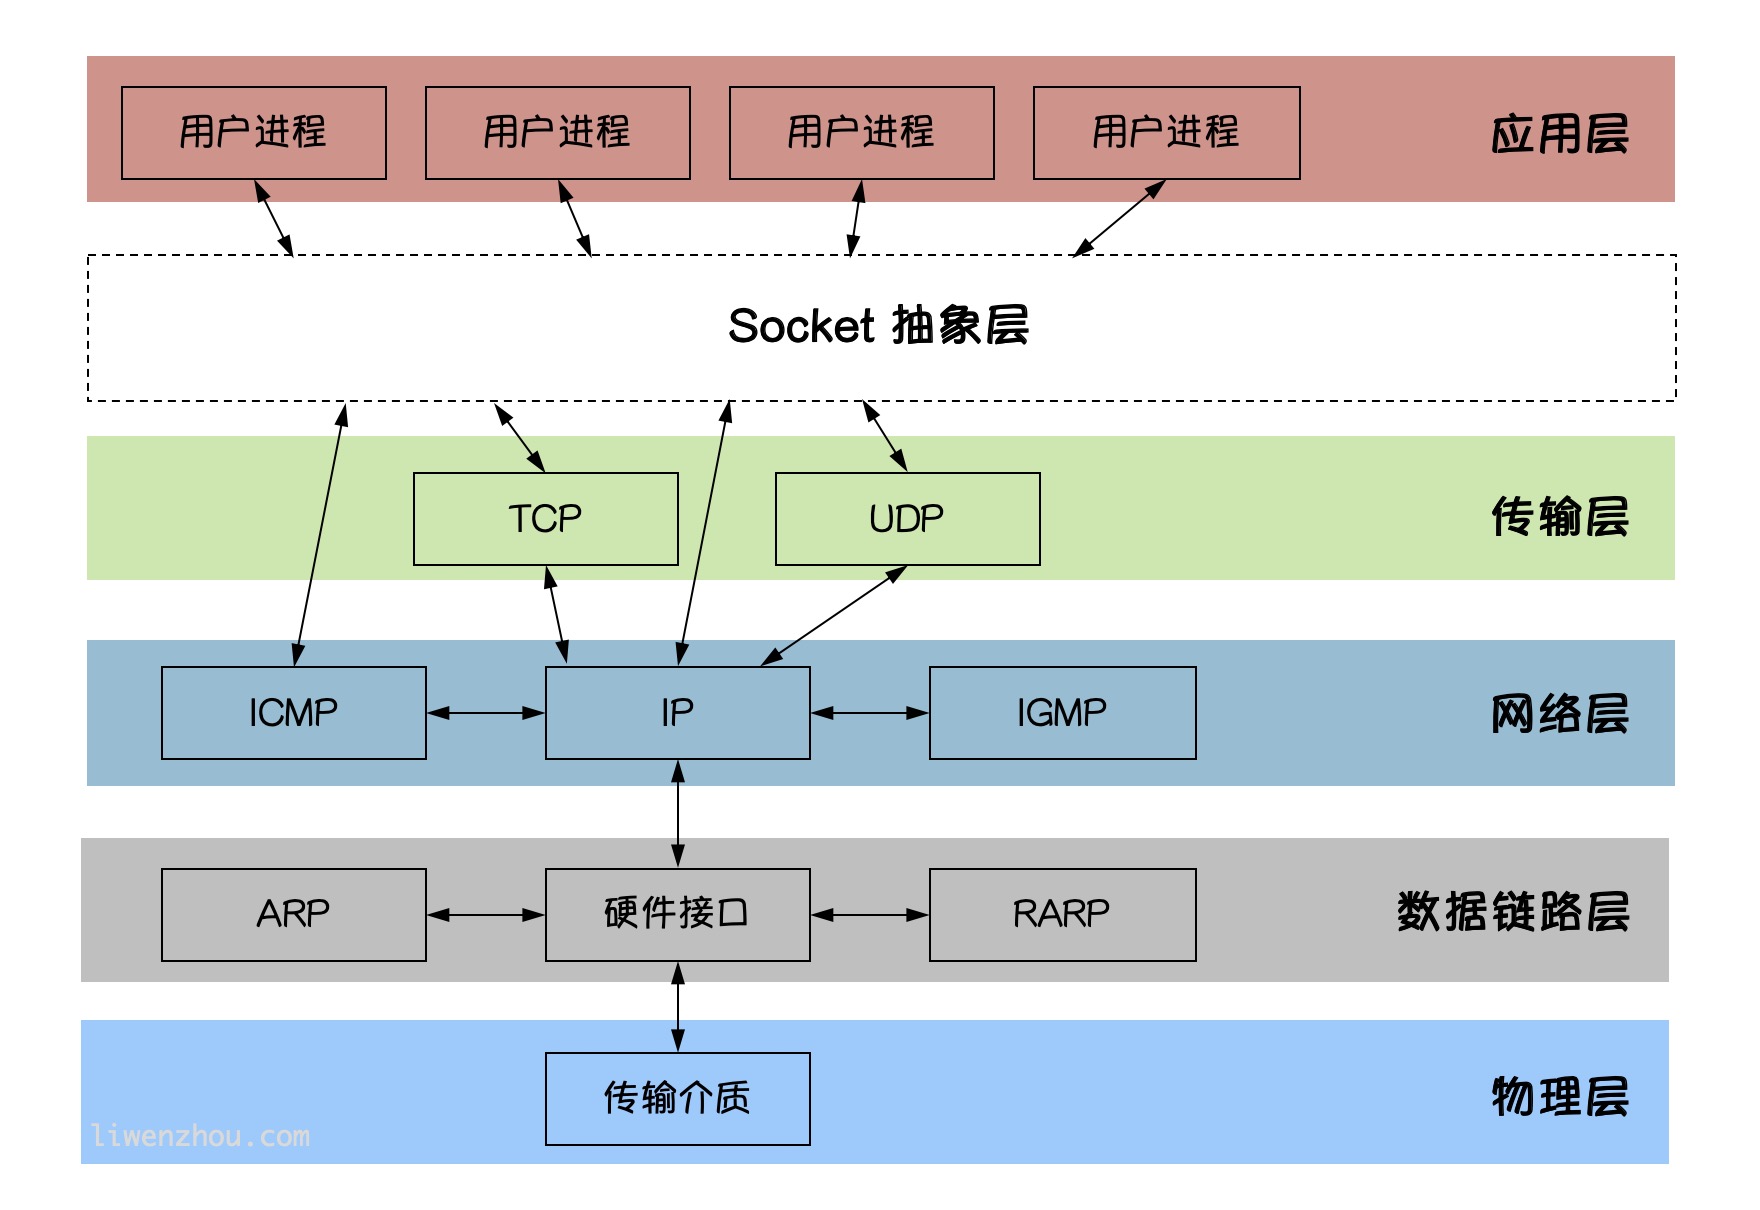 用户进程
用户进程
用户进程
用户进程
应用层
Socket 抽象层
TCP
UDP
传输层
ICMP
IP
IGMP
网络层
ARP
硬件接口
RARP
数据链路层
传输介质
物理层
liwenzhou.com